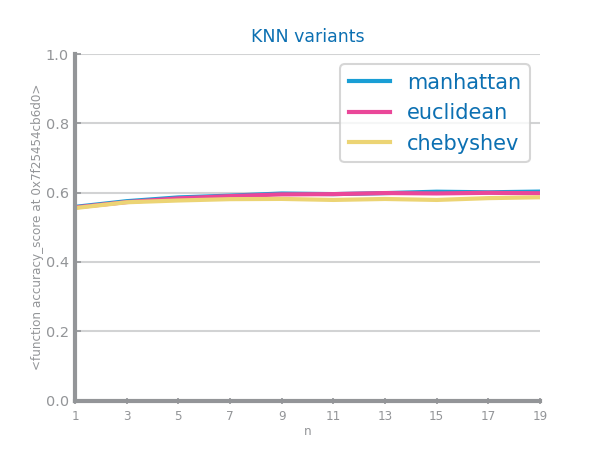 KNN variants
<function accuracy_score at 0x7f25454cb6d0>
1.0
0.8
0.6
0.4
0.2
0.0
manhattan
euclidean
chebyshev
1 3 5 7 9 11 13 15 17 19
n